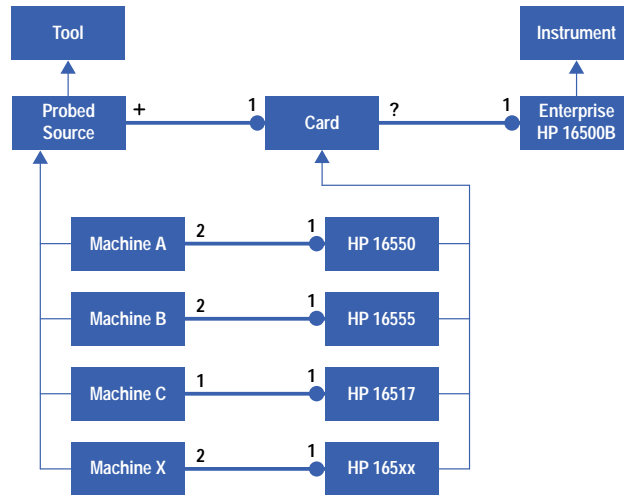 Tool
Instrument
Probed
Source
+
1
Card
?
1
Enterprise
HP 16500B
Machine A
2
1
HP 16550
Machine B
2
1
HP 16555
Machine C
1
1
HP 16517
Machine X
2
1
HP 165xx